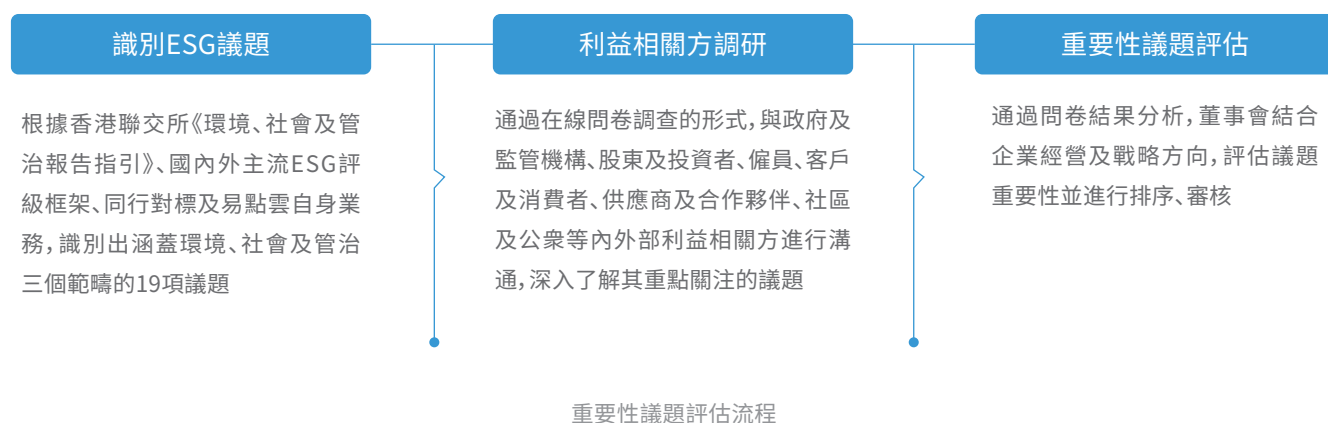 識別ESG議題
根據香港聯交所《環境、社會及管
治報告指引》、國內外主流ESG評
級框架、同行對標及易點雲自身業
務,識別出涵蓋環境、社會及管治
三個範疇的19項議題
利益相關方調研
通過在線問卷調查的形式,與政府及
監管機構、股東及投資者、僱員、客戶
及消費者、供應商及合作夥伴、社區
及公衆等內外部利益相關方進行溝
通,深入了解其重點關注的議題
重要性議題評估
通過問卷結果分析,董事會結合
企業經營及戰略方向,評估議題
重要性並進行排序、審核
重要性議題評估流程